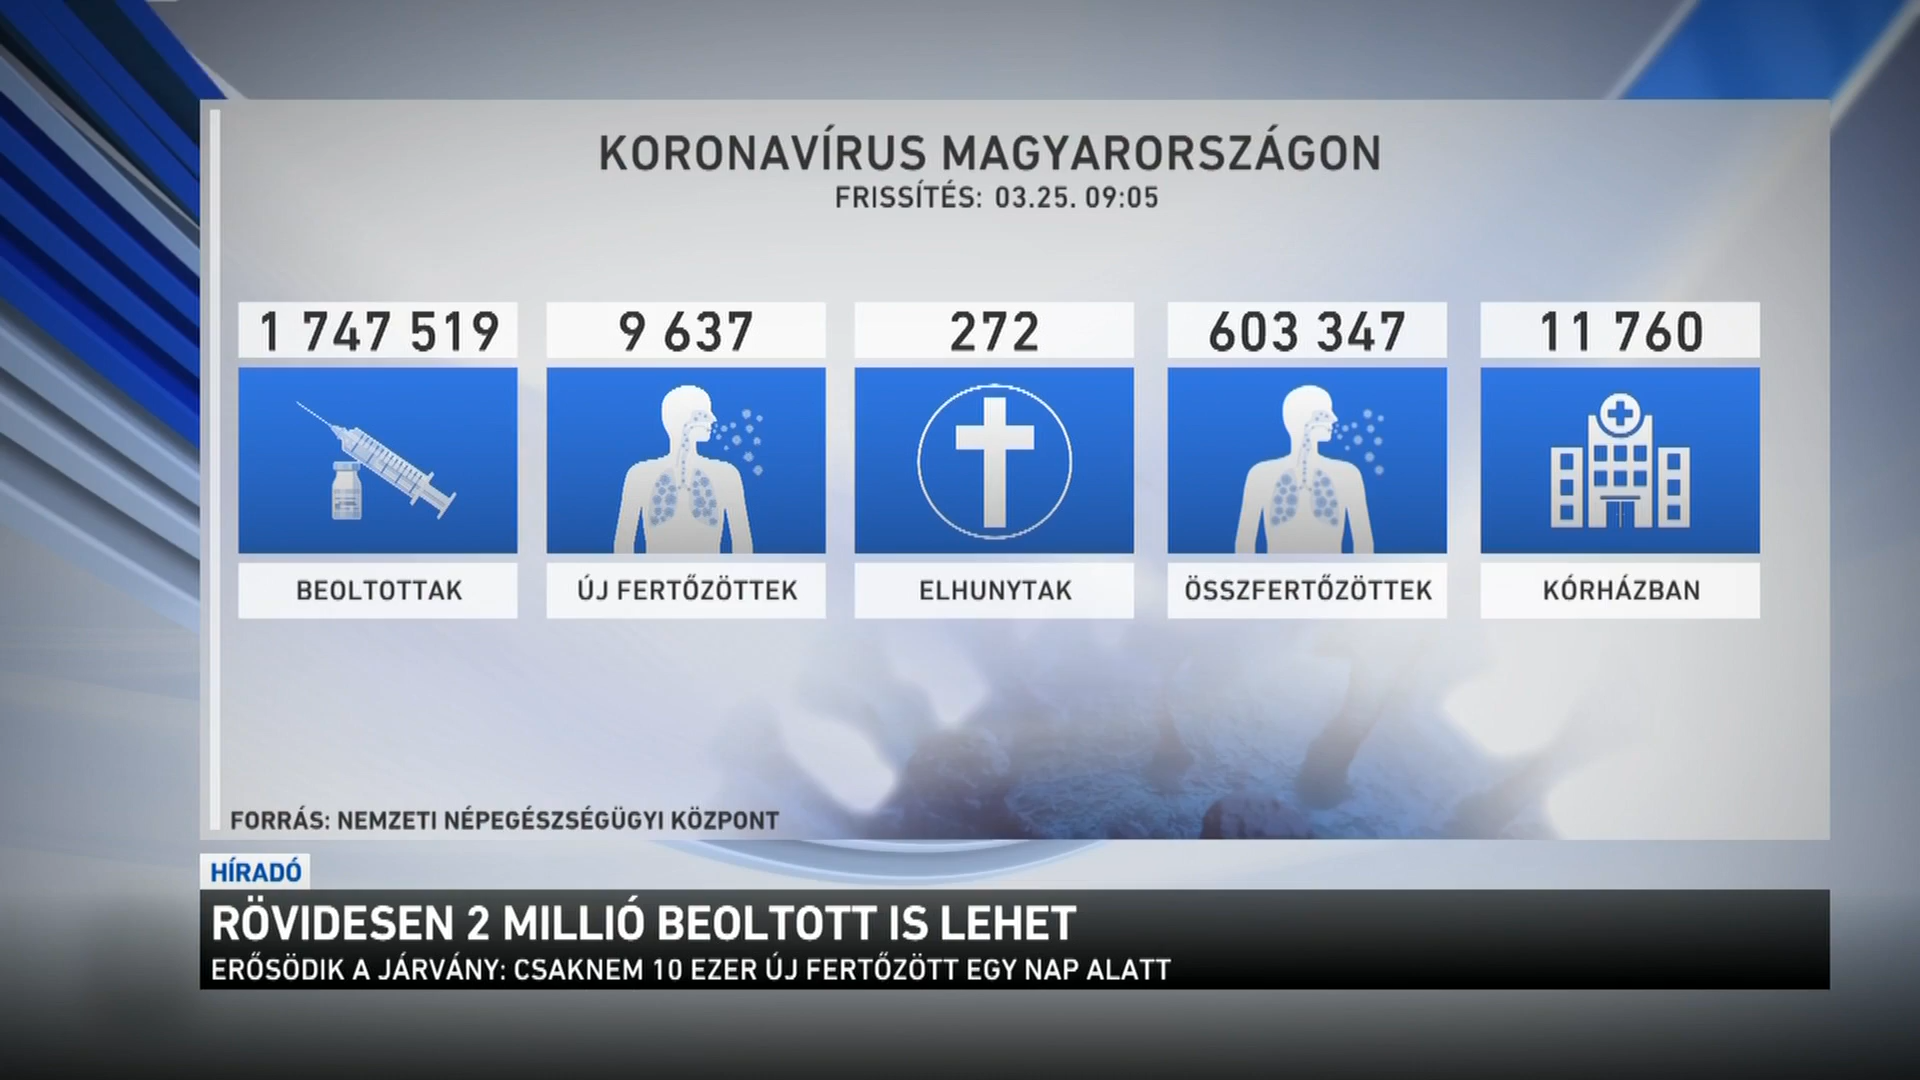 KORONAVÍRUS MAGYARORSZÁGON
FRISSÍTÉS: 03.25. 09:05
1 747 519
9 637
272
603 347
11 760
BEOLTOTTAK
ÚJ FERTŐZÖTTEK
ELHUNYTAK
ÖSSZFERTŐZÖTTEK
KÓRHÁZBAN
FORRÁS: NEMZETI NÉPEGÉSZSÉGÜGYI KÖZPONT
HÍRADÓ
RÖVIDESEN 2 MILLIÓ BEOLTOTT IS LEHET
ERŐSÖDIK A JÁRVÁNY: CSAKNEM 10 EZER ÚJ FERTŐZÖTT EGY NAP ALATT